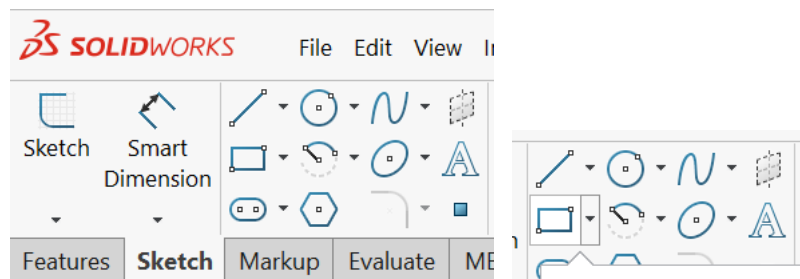 SOLIDWORKS File Edit View
Sketch Smart Dimension
Features Sketch Markup Evaluate